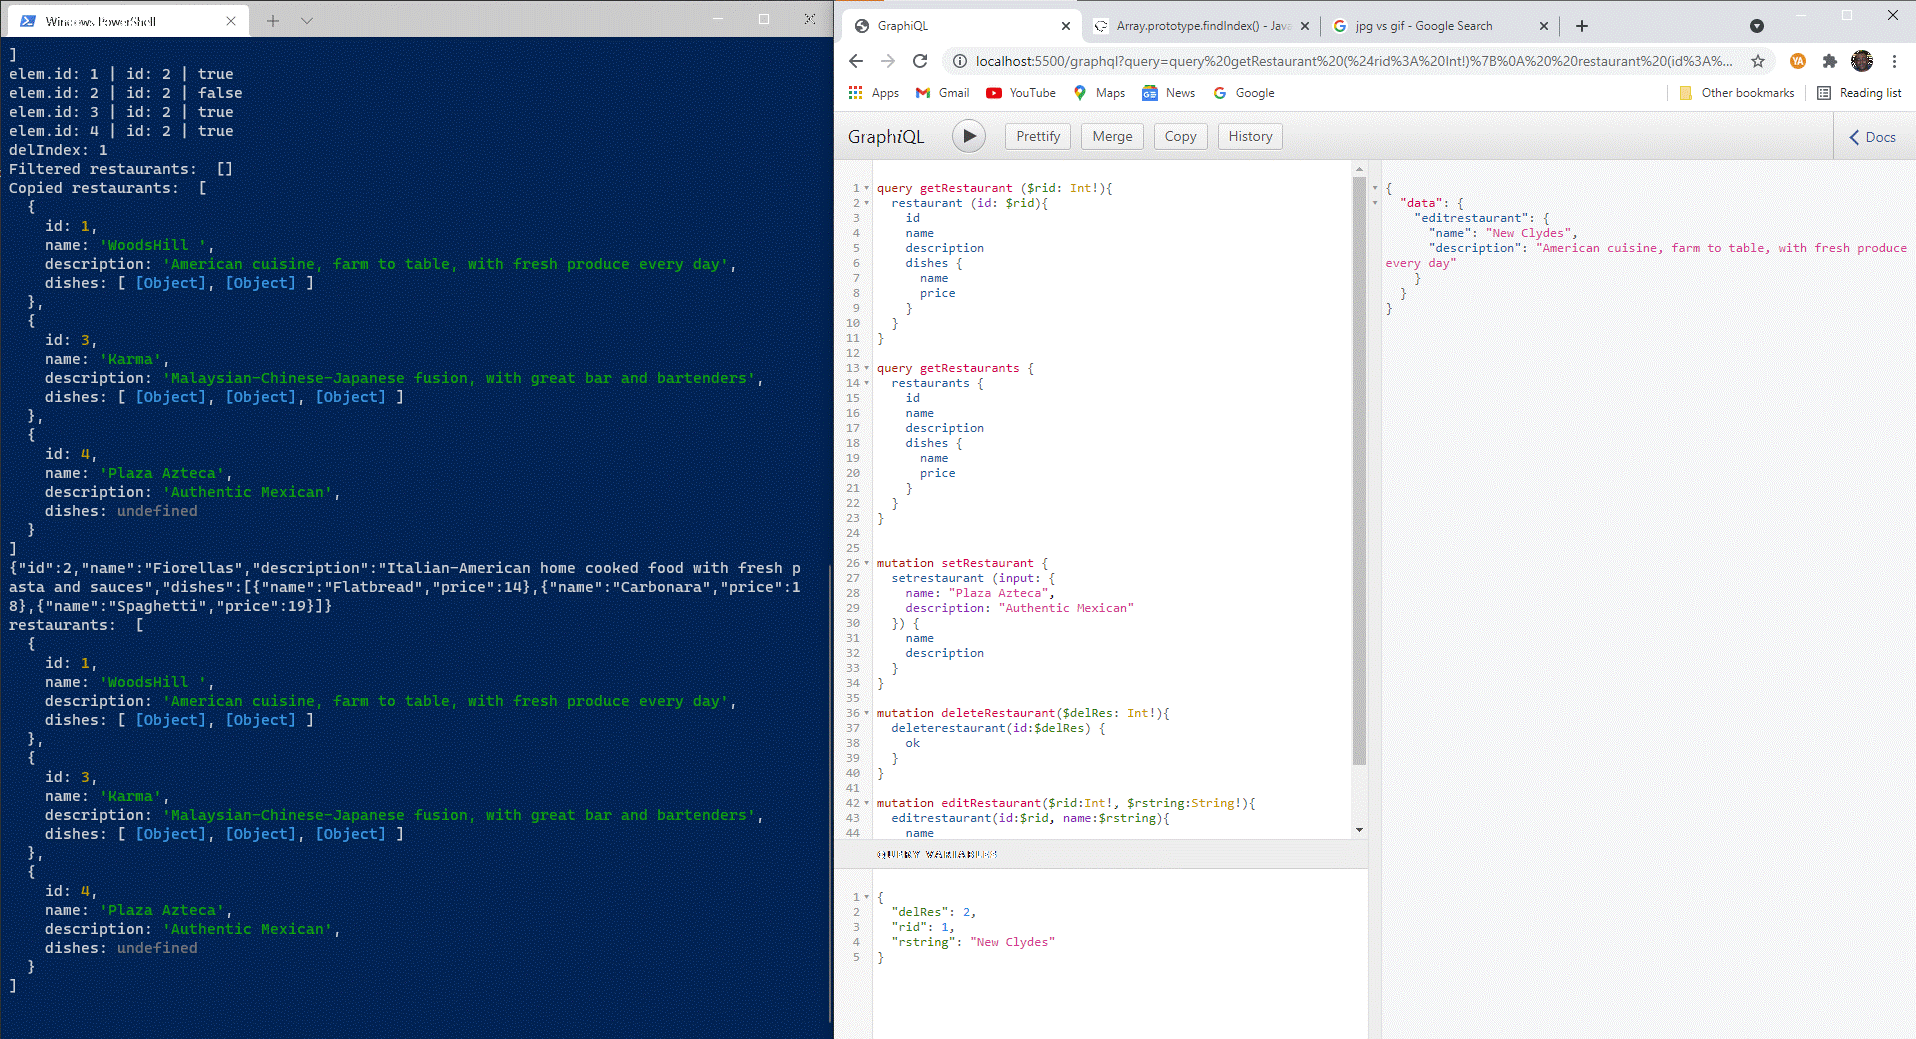 Windows PowerShell
]
elem.id: 1 | id: 2 | true
elem.id: 2 | id: 2 | false
elem.id: 3 | id: 2 | true
elem.id: 4 | id: 2 | true
delIndex: 1
Filtered restaurants:  []
Copied restaurants:  [
  {
    id: 1,
    name: 'WoodsHill ',
    description: 'American cuisine, farm to table, with fresh produce every day',
    dishes: [ [Object], [Object] ]
  },
  {
    id: 3,
    name: 'Karma',
    description: 'Malaysian-Chinese-Japanese fusion, with great bar and bartenders',
    dishes: [ [Object], [Object], [Object] ]
  },
  {
    id: 4,
    name: 'Plaza Azteca',
    description: 'Authentic Mexican',
    dishes: undefined
  }
]
{"id":2,"name":"Fiorellas","description":"Italian-American home cooked food with fresh p
asta and sauces","dishes":[{"name":"Flatbread","price":14},{"name":"Carbonara","price":1
8},{"name":"Spaghetti","price":19}]}
restaurants:  [
  {
    id: 1,
    name: 'WoodsHill ',
    description: 'American cuisine, farm to table, with fresh produce every day',
    dishes: [ [Object], [Object] ]
  },
  {
    id: 3,
    name: 'Karma',
    description: 'Malaysian-Chinese-Japanese fusion, with great bar and bartenders',
    dishes: [ [Object], [Object], [Object] ]
  },
  {
    id: 4,
    name: 'Plaza Azteca',
    description: 'Authentic Mexican',
    dishes: undefined
  }
]
GraphiQL
Array.prototype.findIndex() - Java
jpg vs gif - Google Search
localhost:5500/graphql?query=query%20getRestaurant%20(%24rid%3A%20Int!)%7B%0A%20%20restaurant%20(id%3A%...
YA
Apps Gmail YouTube Maps News Google Other bookmarks Reading list
GraphiQL Prettify Merge Copy History Docs
1 query getRestaurant ($rid: Int!){
2   restaurant (id: $rid){
3     id
4     name
5     description
6     dishes {
7       name
8       price
9     }
10   }
11 }
12
13 query getRestaurants {
14   restaurants {
15     id
16     name
17     description
18     dishes {
19       name
20       price
21     }
22   }
23 }
24
25
26 mutation setRestaurant {
27   setrestaurant (input: {
28     name: "Plaza Azteca",
29     description: "Authentic Mexican"
30   }) {
31     name
32     description
33   }
34 }
35
36 mutation deleteRestaurant($delRes: Int!){
37   deleterestaurant(id:$delRes) {
38     ok
39   }
40 }
41
42 mutation editRestaurant($rid:Int!, $rstring:String!){
43   editrestaurant(id:$rid, name:$rstring){
44     name
QUERY VARIABLES
1 {
2   "delRes": 2,
3   "rid": 1,
4   "rstring": "New Clydes"
5 }
{
  "data": {
    "editrestaurant": {
      "name": "New Clydes",
      "description": "American cuisine, farm to table, with fresh produce
every day"
    }
  }
}